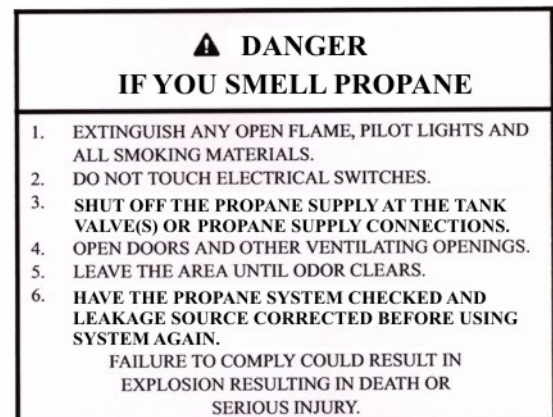 ⚠ DANGER
IF YOU SMELL PROPANE
1. EXTINGUISH ANY OPEN FLAME, PILOT LIGHTS AND
ALL SMOKING MATERIALS.
2. DO NOT TOUCH ELECTRICAL SWITCHES.
3. SHUT OFF THE PROPANE SUPPLY AT THE TANK
VALVE(S) OR PROPANE SUPPLY CONNECTIONS.
4. OPEN DOORS AND OTHER VENTILATING OPENINGS.
5. LEAVE THE AREA UNTIL ODOR CLEARS.
6. HAVE THE PROPANE SYSTEM CHECKED AND
LEAKAGE SOURCE CORRECTED BEFORE USING
SYSTEM AGAIN.
FAILURE TO COMPLY COULD RESULT IN
EXPLOSION RESULTING IN DEATH OR
SERIOUS INJURY.